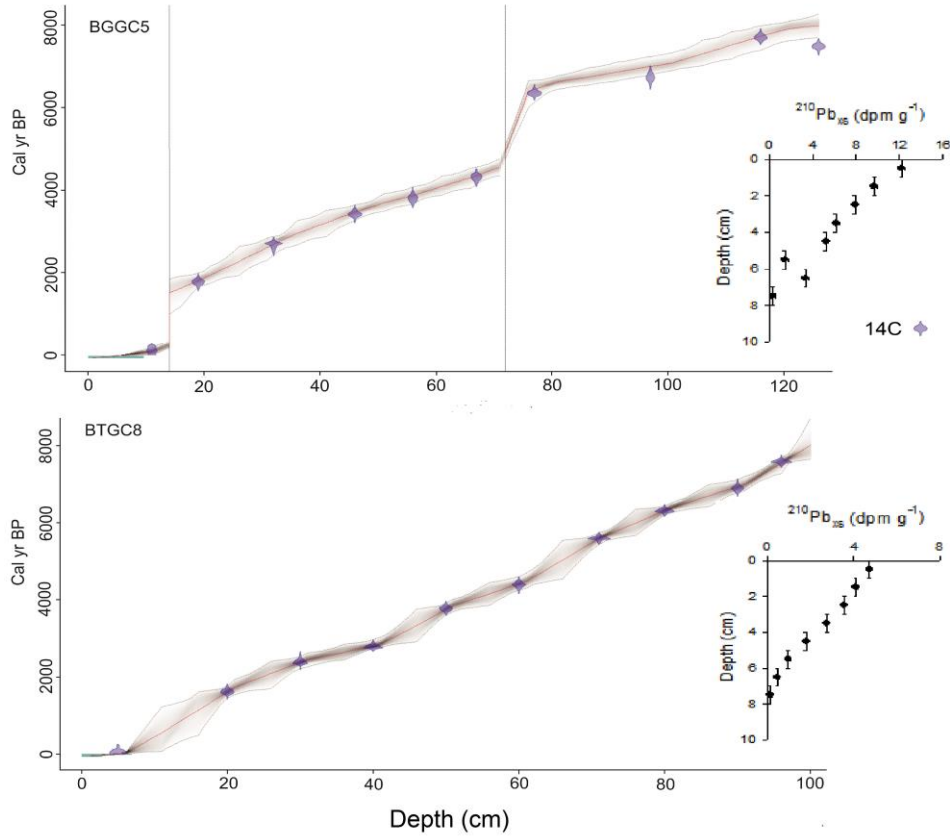 BGGC5
Cal yr BP
8000
6000
4000
2000
0
0 20 40 60 80 100 120
210Pbxs (dpm g-1)
0 4 8 12 16
Depth (cm)
0
2
4
6
8
10
14C
BTGC8
Cal yr BP
8000
6000
4000
2000
0
0 20 40 60 80 100
Depth (cm)
210Pbxs (dpm g-1)
0 4 8
Depth (cm)
0
2
4
6
8
10